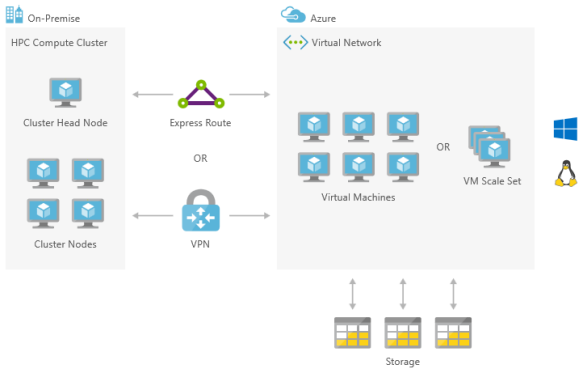 On-Premise
Azure
HPC Compute Cluster
Virtual Network
Cluster Head Node
Express Route
OR
OR
VM Scale Set
Virtual Machines
Cluster Nodes
VPN
Storage